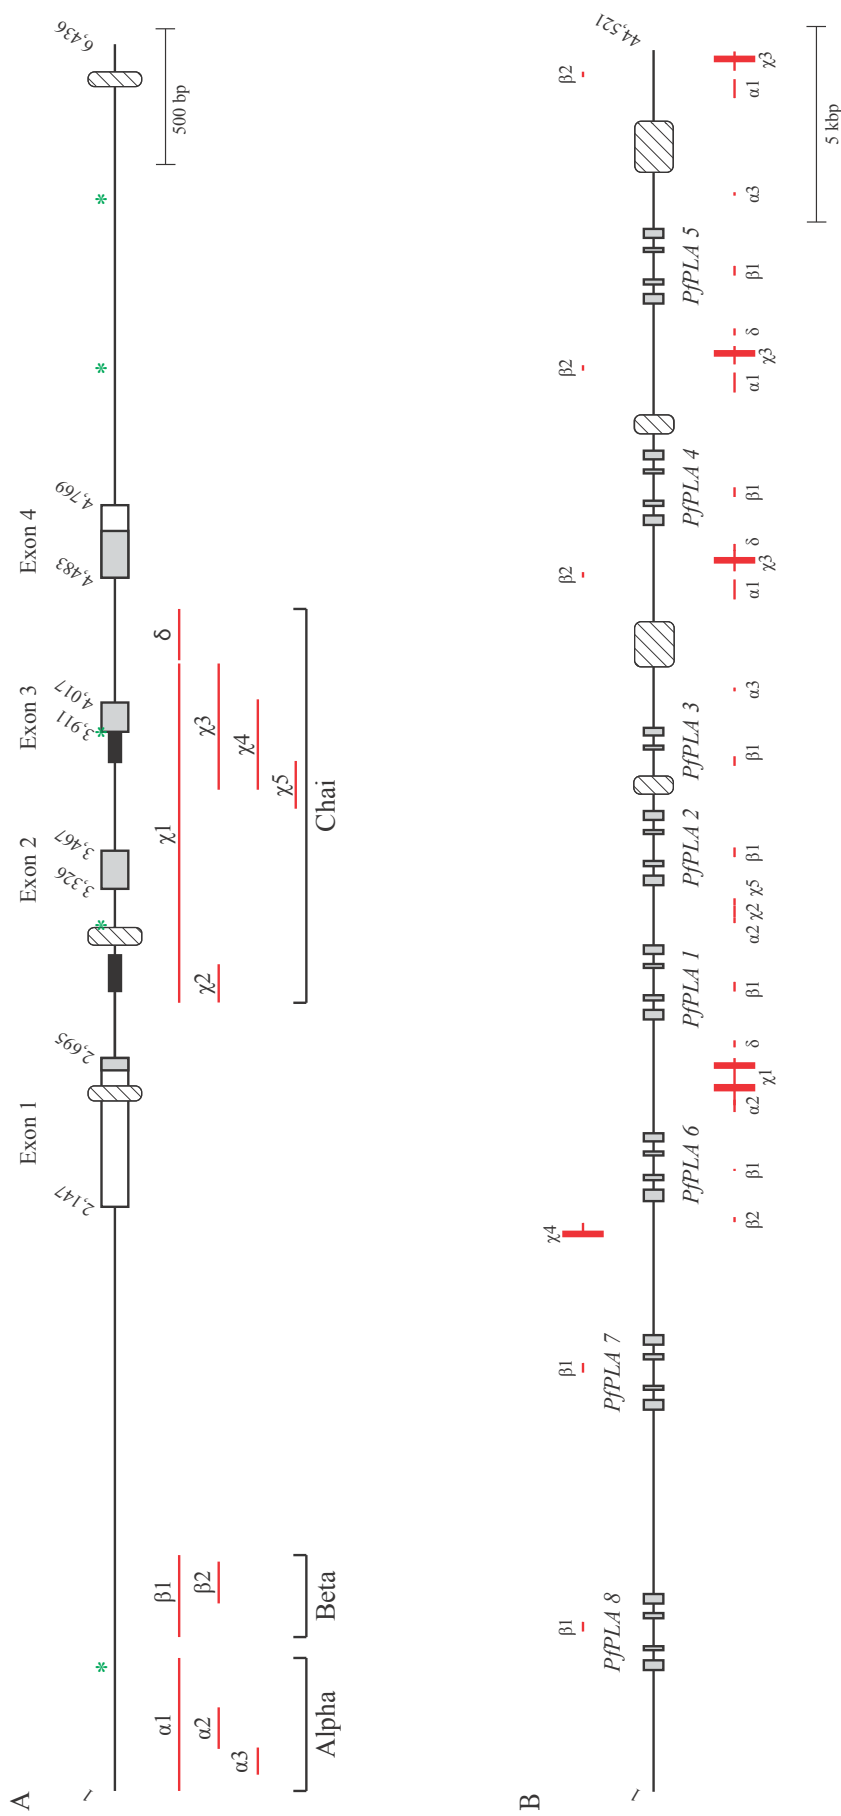 A
Exon 1
Exon 2
Exon 3
Exon 4
1
2,147
2,695
3,326
3,467
3,911
4,017
4,483
4,769
6,436
*
*
*
*
*
500 bp
α1
β1
χ1
δ
α2
β2
χ2
χ3
α3
χ4
χ5
Alpha
Beta
Chai
B
β1
β1
χ4
β2
β2
β2
1
44,521
PfPLA 8
PfPLA 7
PfPLA 6
PfPLA 1
PfPLA 2
PfPLA 3
PfPLA 4
PfPLA 5
β2
β1
α2
χ1
δ
β1
α2
χ2
χ5
β1
β1
α3
α1
χ3
δ
β1
α1
χ3
δ
β1
α3
α1
χ3
5 kbp